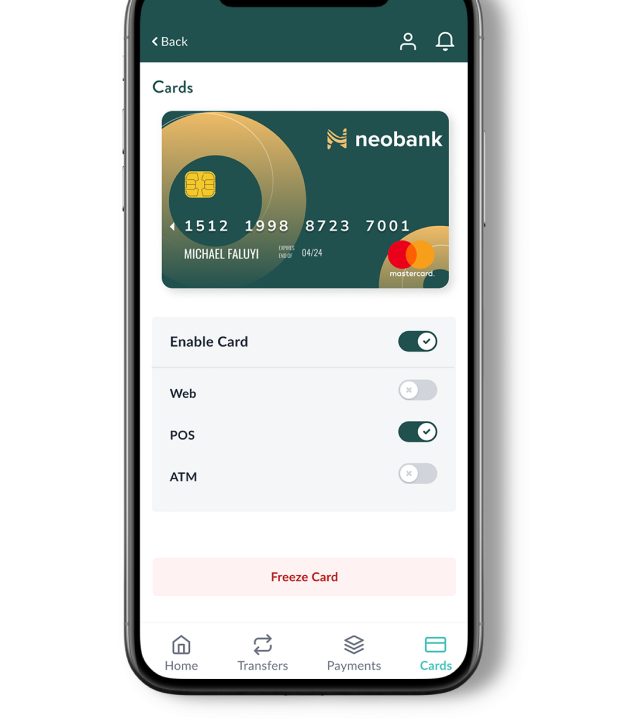 Back
Cards
neobank
1512 1998 8723 7001
MICHAEL FALUYI
EXPIRES
END OF
04/24
mastercard.
Enable Card
Web
POS
ATM
Freeze Card
Home
Transfers
Payments
Cards